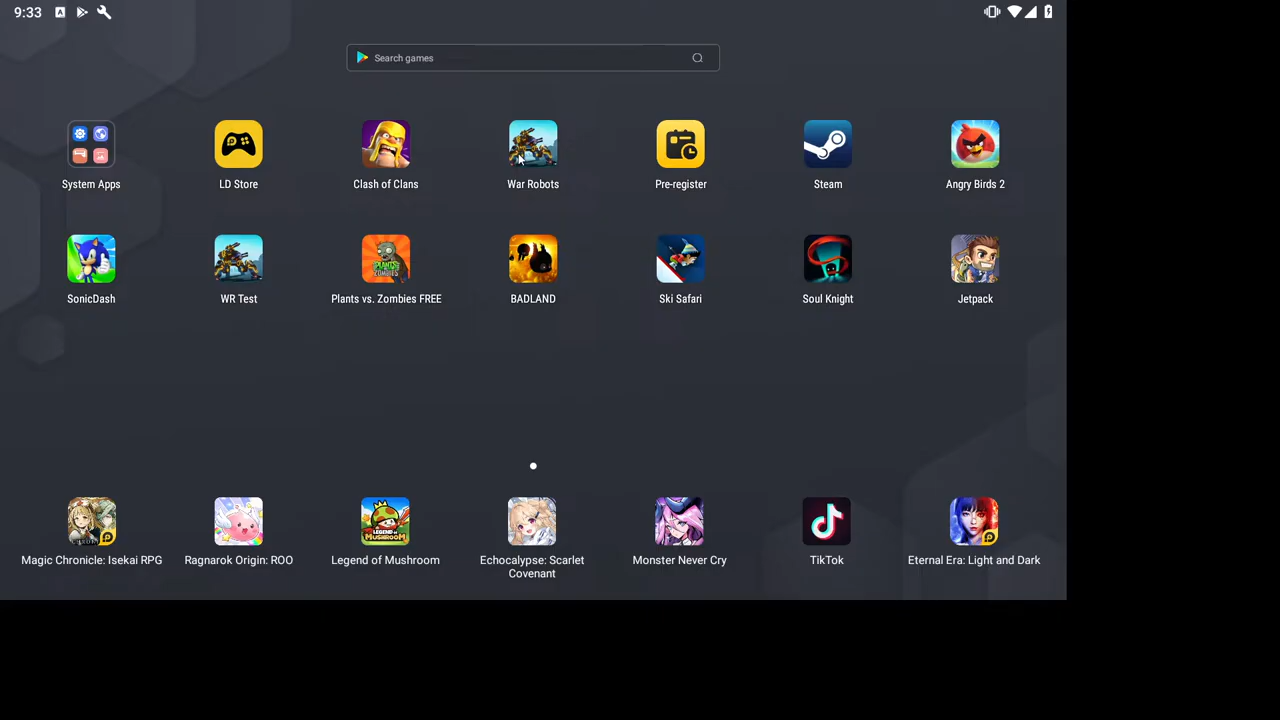 9:33
Search games
System Apps
LD Store
Clash of Clans
War Robots
Pre-register
Steam
Angry Birds 2
SonicDash
WR Test
Plants vs. Zombies FREE
BADLAND
Ski Safari
Soul Knight
Jetpack
Magic Chronicle: Isekai RPG
Ragnarok Origin: ROO
Legend of Mushroom
Echocalypse: Scarlet
Covenant
Monster Never Cry
TikTok
Eternal Era: Light and Dark